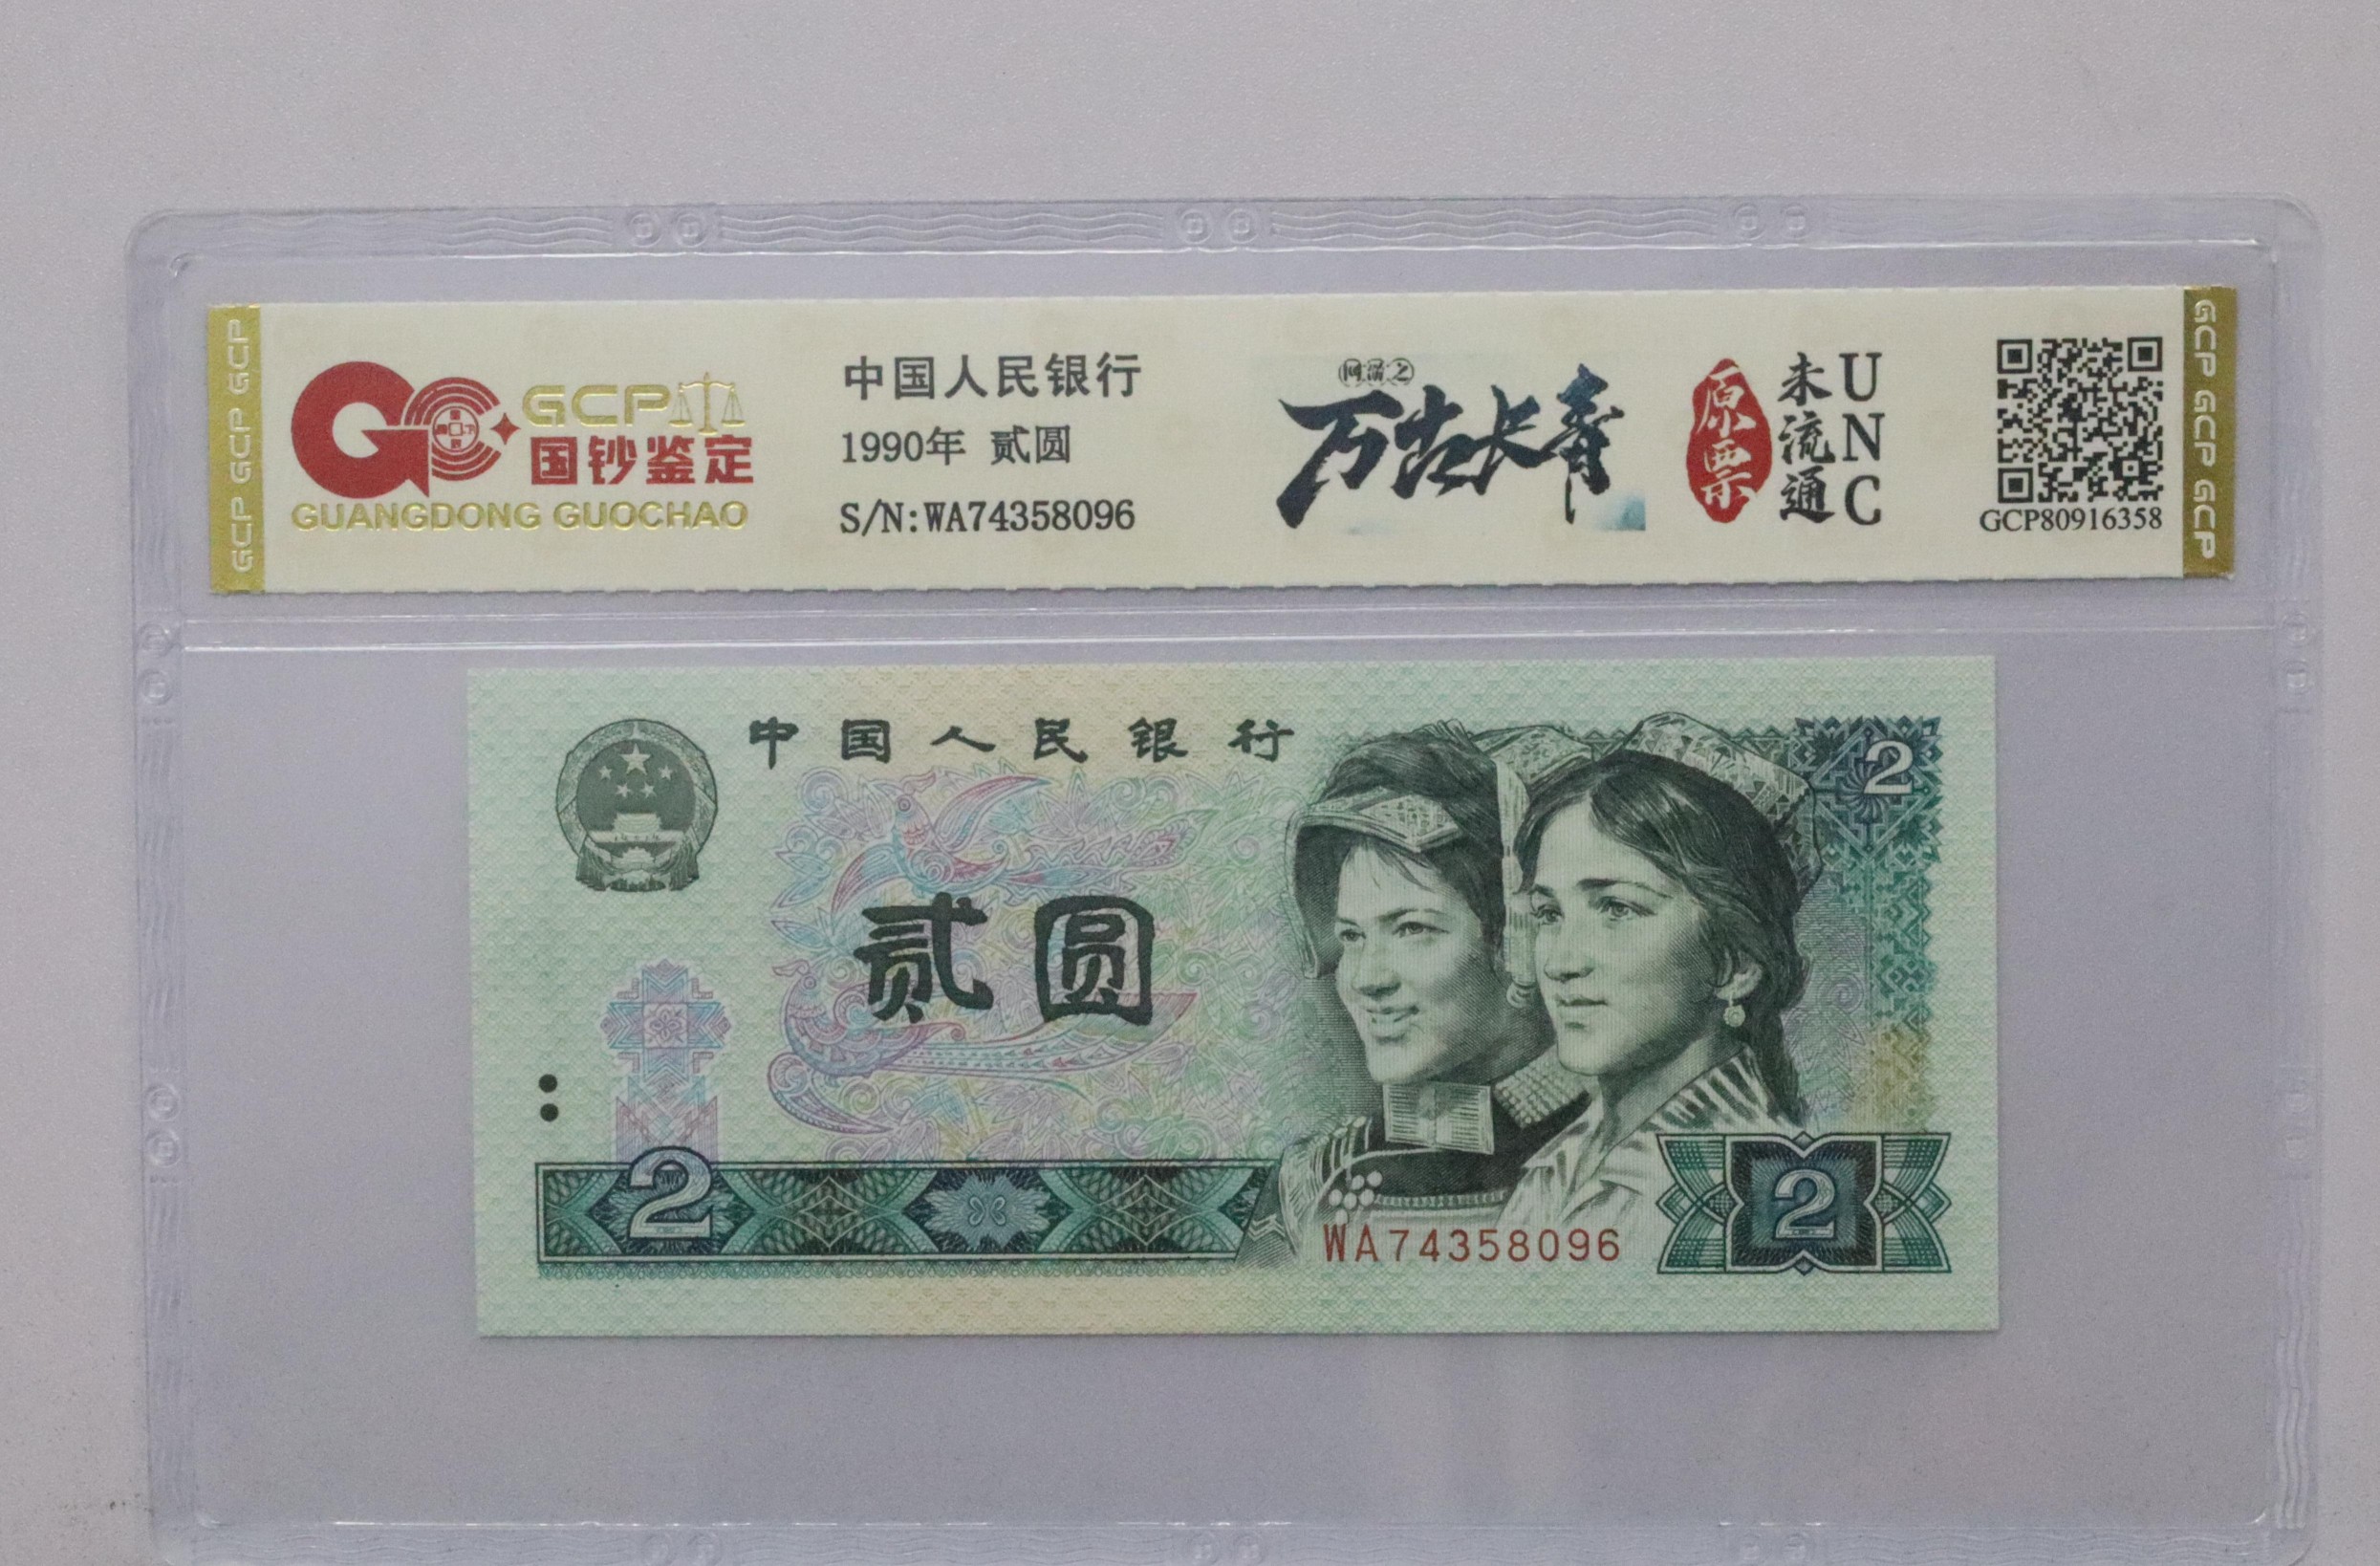 GCP GCP GCP
GCP
国钞鉴定
GUANGDONG GUOCHAO
中国人民银行
1990年 贰圆
S/N:WA74358096
万古长青
原票
未流通
UNC
GCP80916358
GCP GCP GCP
中国人民银行
2
贰圆
2
WA74358096
2